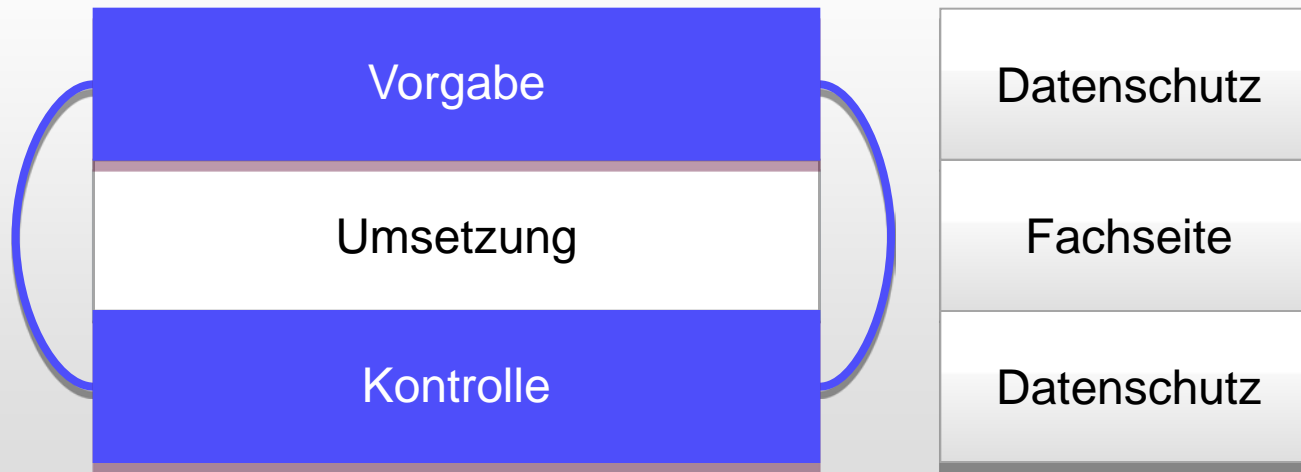 Vorgabe
Datenschutz
Umsetzung
Fachseite
Kontrolle
Datenschutz